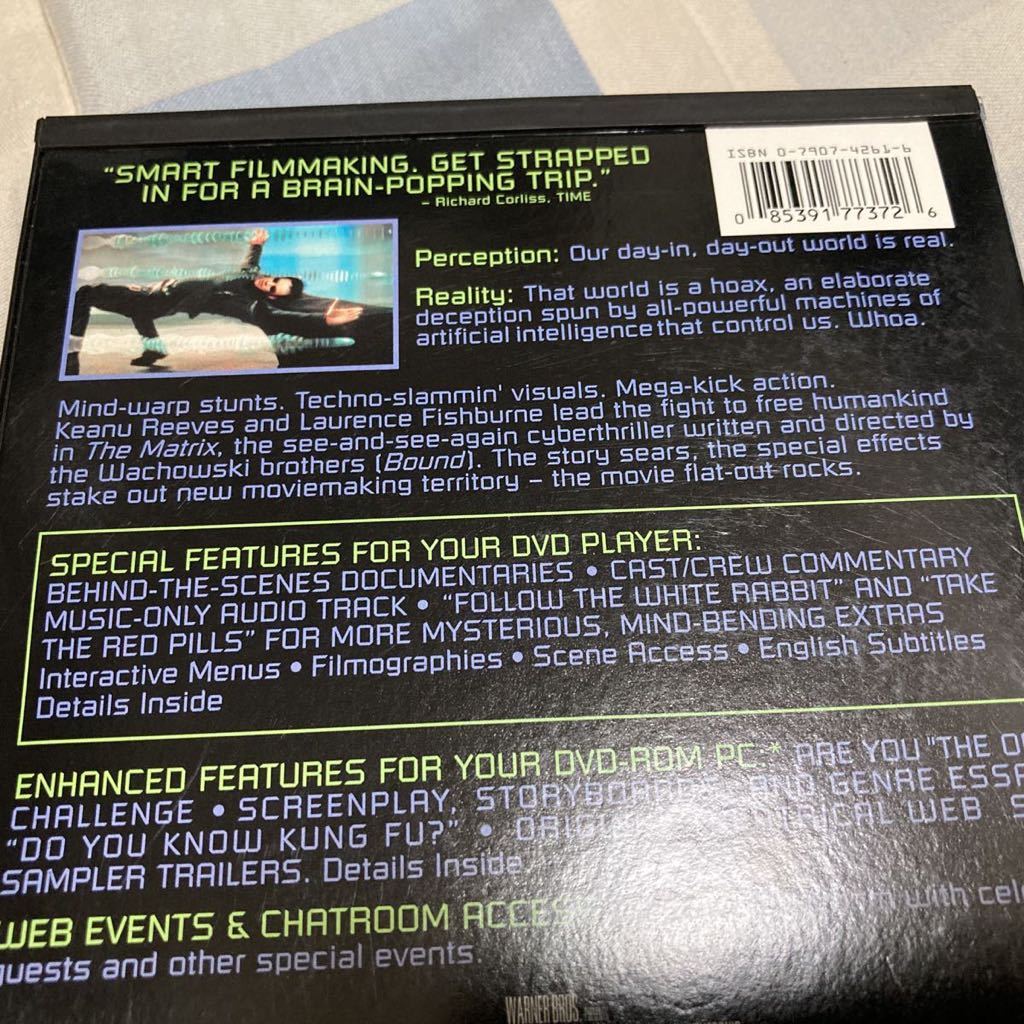 “SMART FILMMAKING. GET STRAPPED
IN FOR A BRAIN-POPPING TRIP.”
– Richard Corliss, TIME
ISBN 0-7907-4261-6
0 85391 77372 6
Perception: Our day-in, day-out world is real.
Reality: That world is a hoax, an elaborate
deception spun by all-powerful machines of
artificial intelligence that control us. Whoa.
Mind-warp stunts. Techno-slammin' visuals. Mega-kick action.
Keanu Reeves and Laurence Fishburne lead the fight to free humankind
in The Matrix, the see-and-see-again cyberthriller written and directed by
the Wachowski brothers (Bound). The story sears, the special effects
stake out new moviemaking territory – the movie flat-out rocks.
SPECIAL FEATURES FOR YOUR DVD PLAYER:
BEHIND-THE-SCENES DOCUMENTARIES • CAST/CREW COMMENTARY
MUSIC-ONLY AUDIO TRACK • “FOLLOW THE WHITE RABBIT” AND “TAKE
THE RED PILLS” FOR MORE MYSTERIOUS, MIND-BENDING EXTRAS
Interactive Menus • Filmographies • Scene Access • English Subtitles
Details Inside
ENHANCED FEATURES FOR YOUR DVD-ROM PC:* ARE YOU “THE
CHALLENGE • SCREENPLAY, AND GENRE
“DO YOU KNOW KUNG FU?” • WEB
SAMPLER TRAILERS. Details Inside
WEB EVENTS & CHATROOM with
guests and other special events.
WARNER BROS.